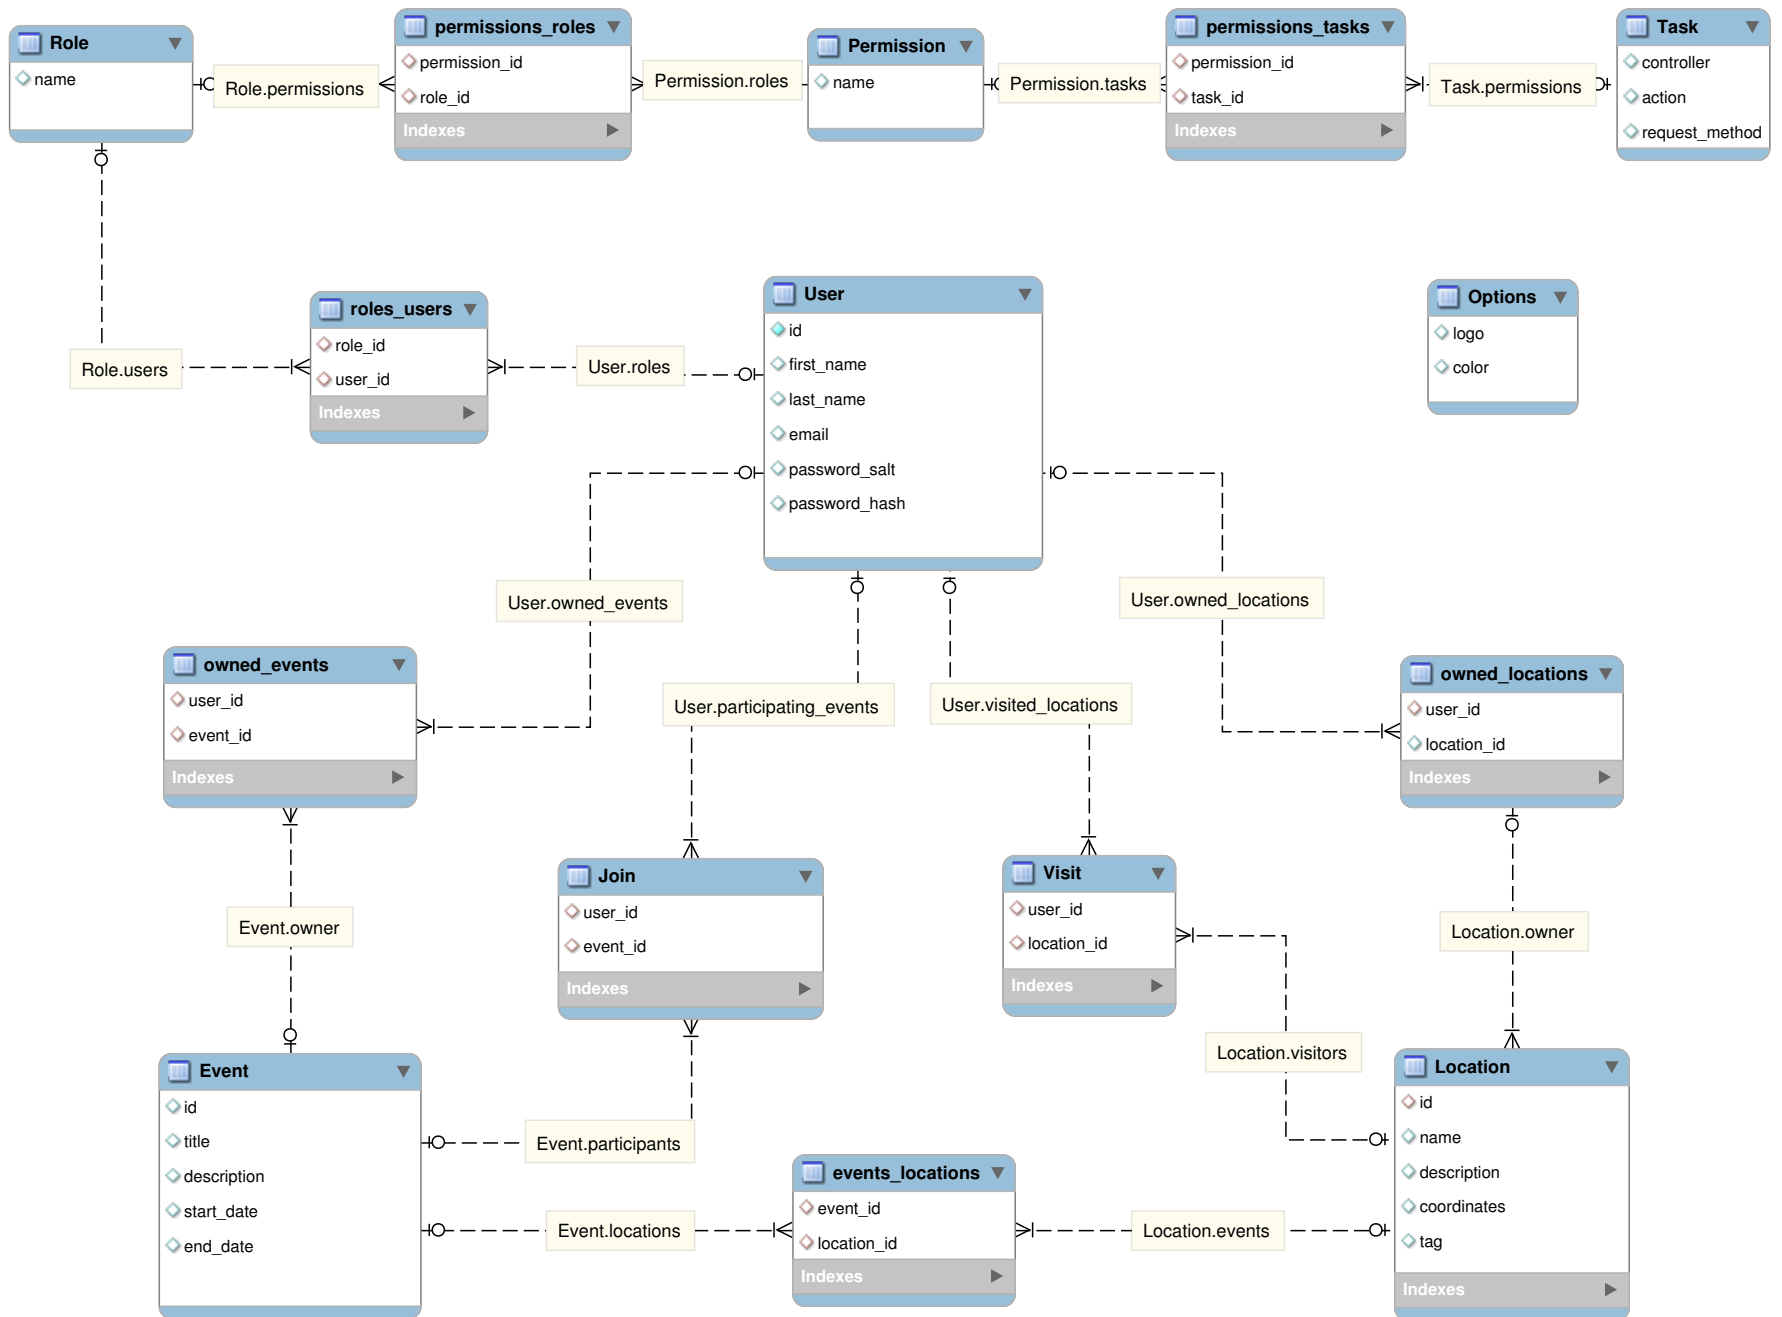 Role
name
Role.permissions
permissions_roles
permission_id
role_id
Indexes
Permission.roles
Permission
name
Permission.tasks
permissions_tasks
permission_id
task_id
Indexes
Task.permissions
Task
controller
action
request_method
Role.users
roles_users
role_id
user_id
Indexes
User.roles
User
id
first_name
last_name
email
password_salt
password_hash
Options
logo
color
User.owned_events
User.owned_locations
owned_events
user_id
event_id
Indexes
User.participating_events
User.visited_locations
owned_locations
user_id
location_id
Indexes
Event.owner
Join
user_id
event_id
Indexes
Visit
user_id
location_id
Indexes
Location.owner
Location.visitors
Event
id
title
description
start_date
end_date
Event.participants
Event.locations
events_locations
event_id
location_id
Indexes
Location.events
Location
id
name
description
coordinates
tag
Indexes